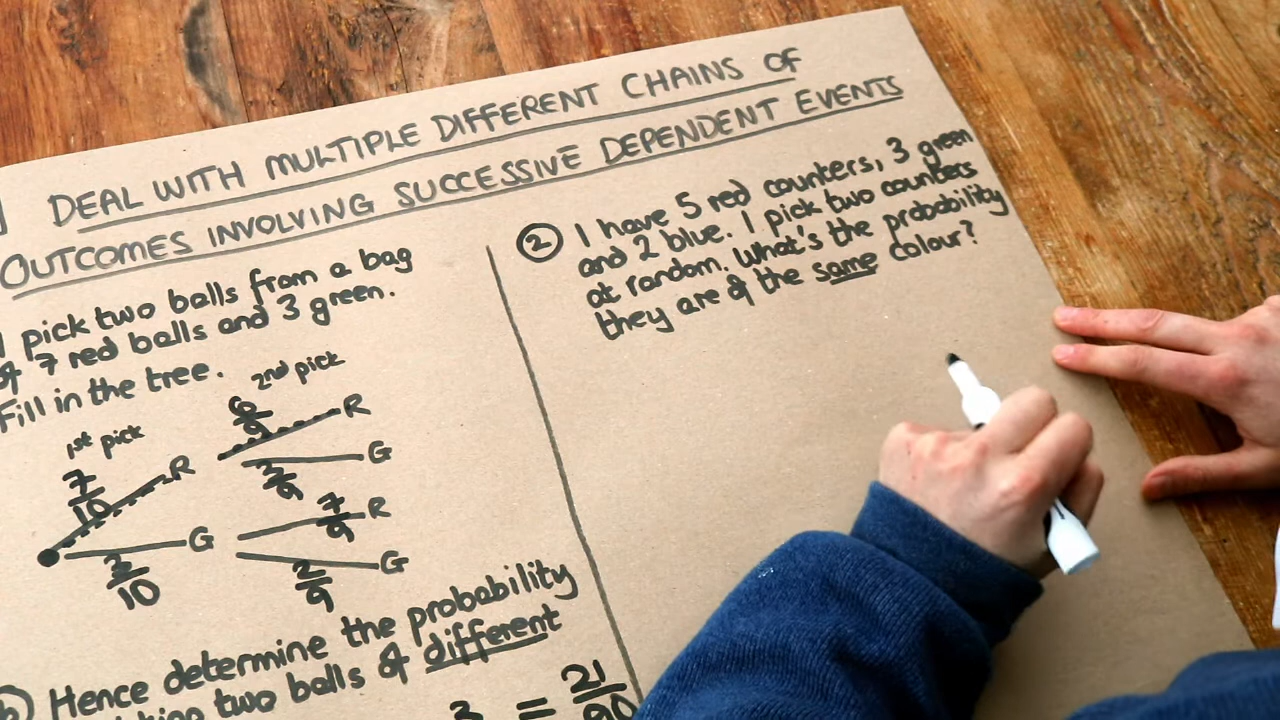 DEAL WITH MULTIPLE DIFFERENT CHAINS OF
OUTCOMES INVOLVING SUCCESSIVE DEPENDENT EVENTS
I pick two balls from a bag
of 7 red balls and 3 green.
Fill in the tree.
1st pick
2nd pick
7/10
R
3/10
G
6/9
R
3/9
G
7/9
R
2/9
G
Hence determine the probability
two balls of different
= 21/90
2 I have 5 red counters, 3 green
and 2 blue. I pick two counters
at random. What's the probability
they are of the same colour?